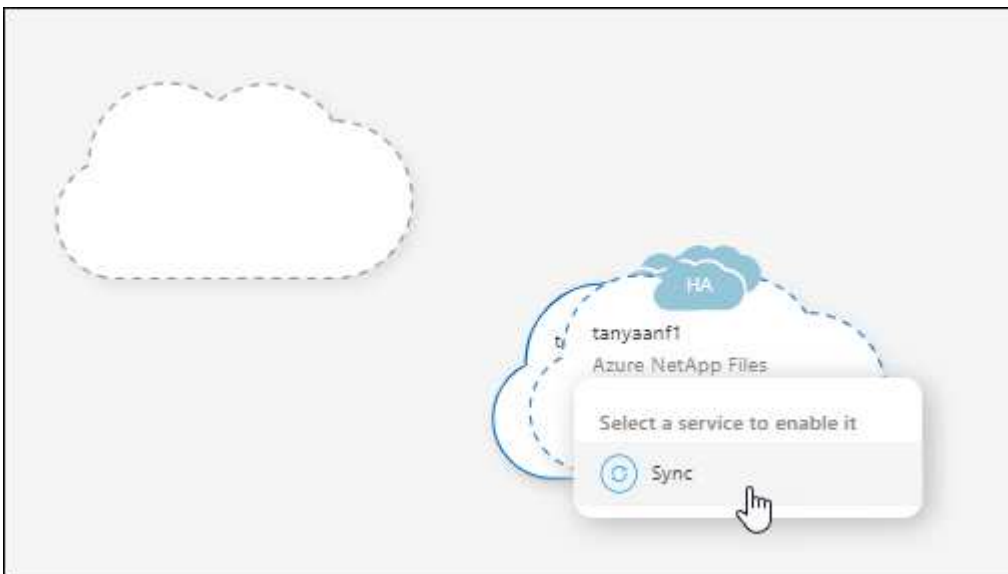 HA
tanyaanf1
Azure NetApp Files
Select a service to enable it
Sync